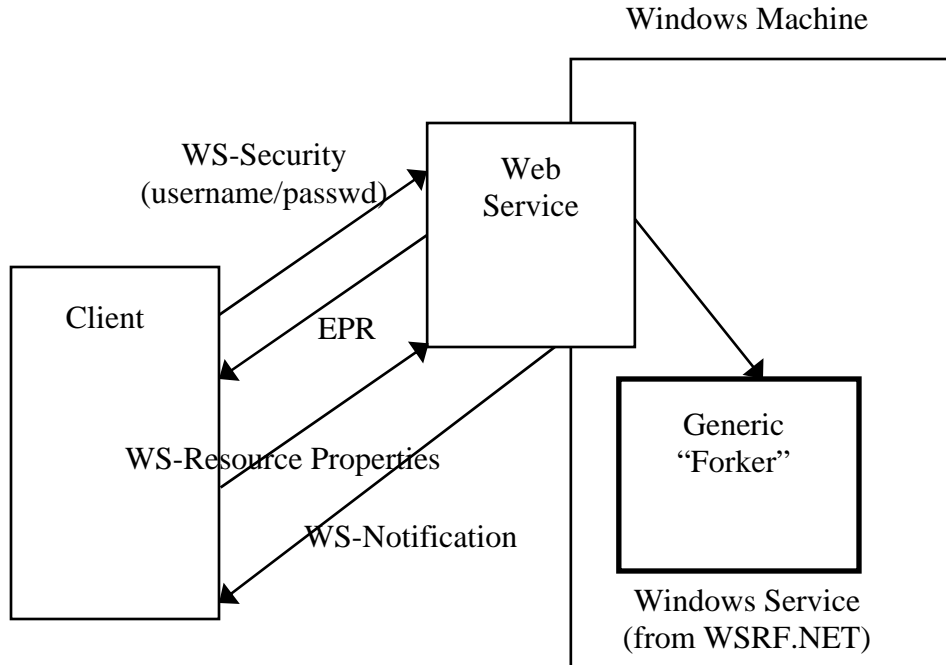 Windows Machine
WS-Security
(username/passwd)
Web
Service
Client
EPR
WS-Resource Properties
WS-Notification
Generic
“Forker”
Windows Service
(from WSRF.NET)